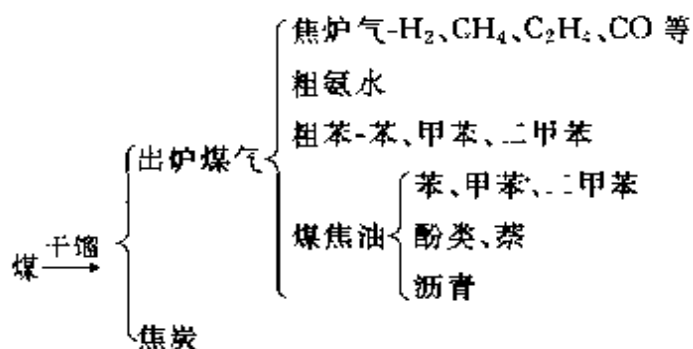 焦炉气-H₂、CH₄、C₂H₄、CO 等
粗氨水
粗苯-苯、甲苯、二甲苯
出炉煤气
苯、甲苯、二甲苯
煤焦油
酚类、萘
沥青
煤 干馏
焦炭